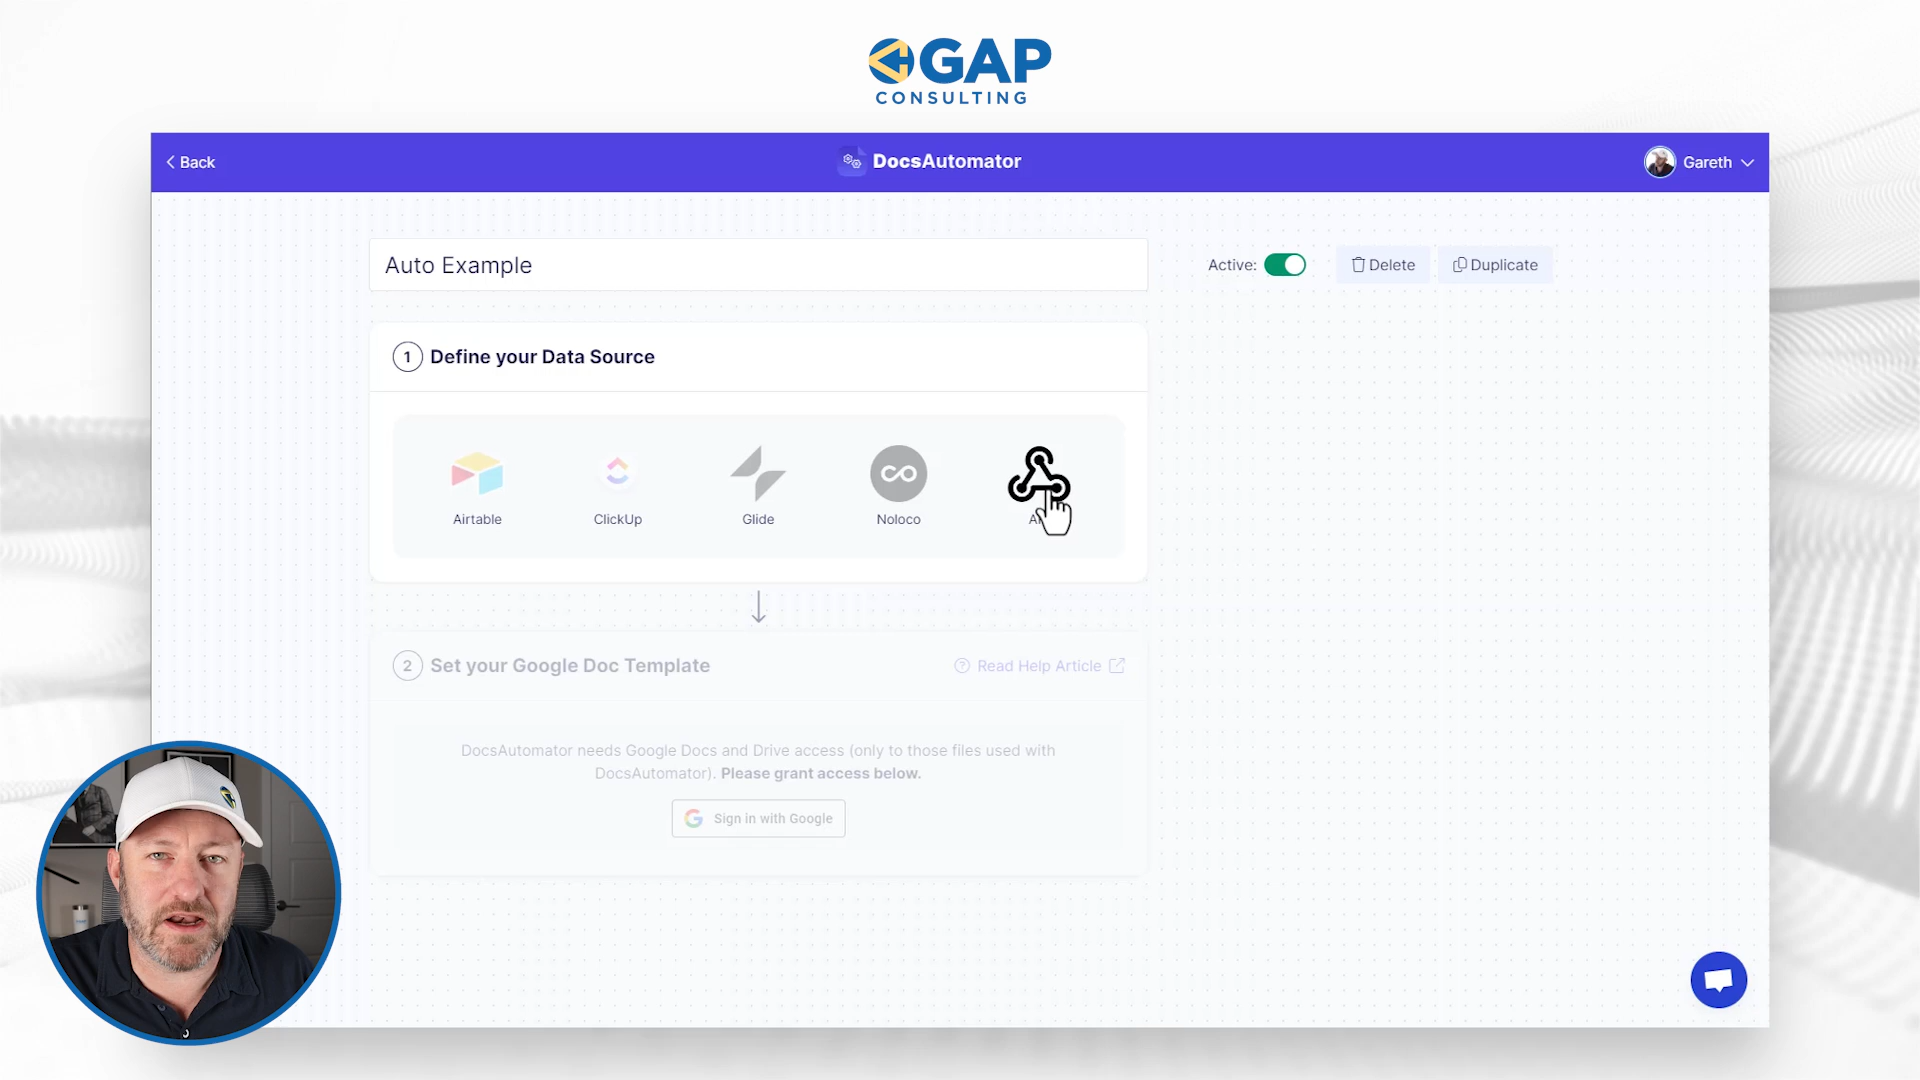 GAP
CONSULTING
Back
DocsAutomator
Gareth
Auto Example
Active:
Delete
Duplicate
1 Define your Data Source
Airtable
ClickUp
Glide
Noloco
2 Set your Google Doc Template
Read Help Article
DocsAutomator needs Google Docs and Drive access (only to those files used with
DocsAutomator). Please grant access below.
Sign in with Google